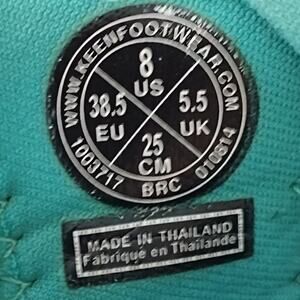 WWW.KEENFOOTWEAR.COM
8
US
38.5
EU
5.5
UK
25
CM
1003717
BRC
010814
MADE IN THAILAND
Fabriqué en Thaïlande